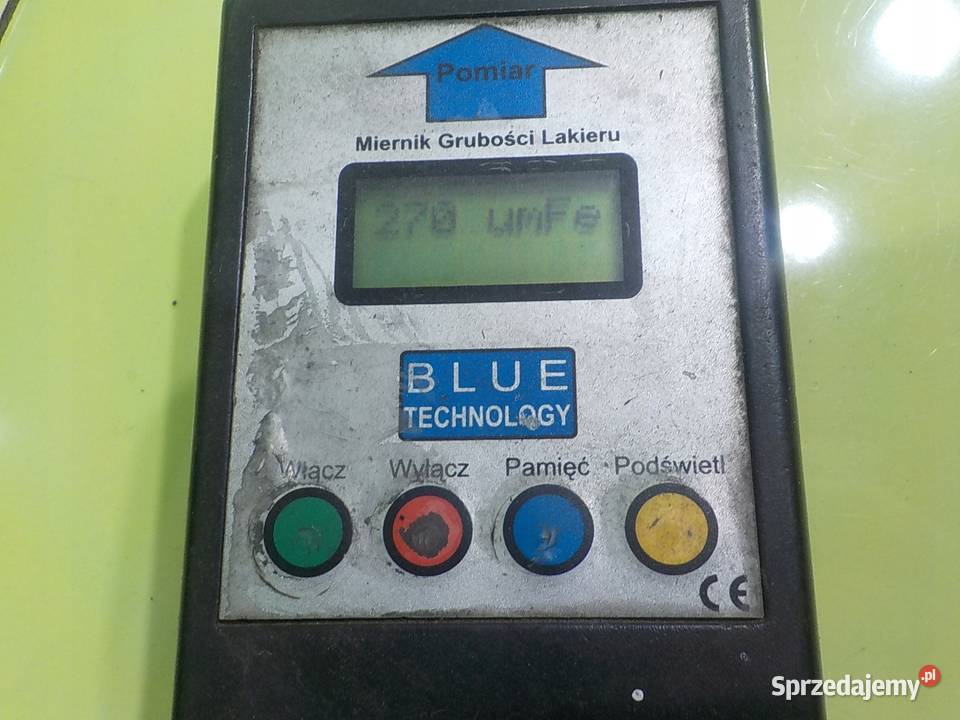 Pomiar
Miernik Grubości Lakieru
270 umFe
BLUE
TECHNOLOGY
Włącz Wyłącz Pamięć Podświetl
CE
Sprzedajemy.pl